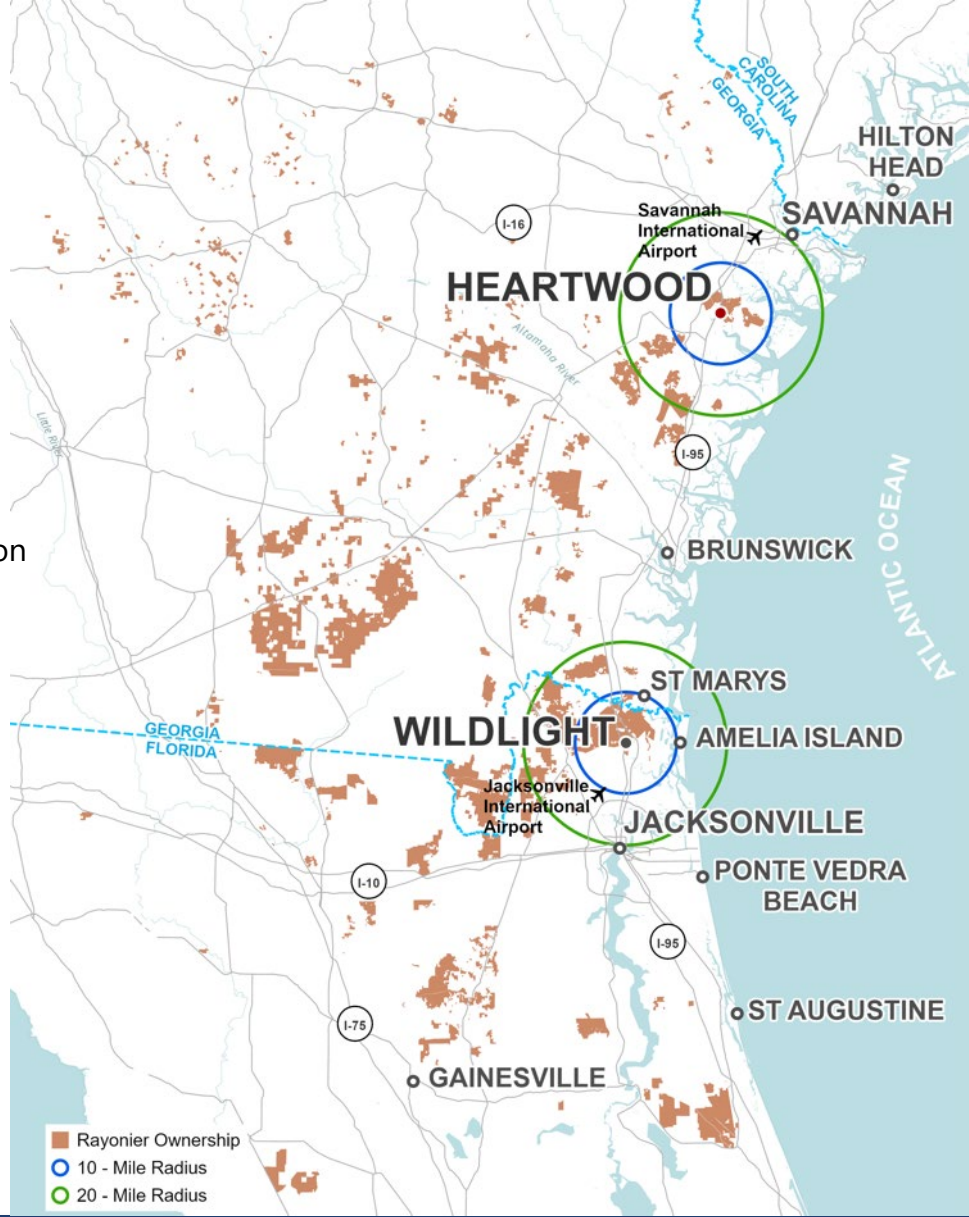 SOUTH
CAROLINA
GEORGIA
HILTON
HEAD
SAVANNAH
Savannah
International
Airport
I-16
HEARTWOOD
Altamaha River
Little River
I-95
ATLANTIC OCEAN
on
BRUNSWICK
ST MARYS
WILDLIGHT
AMELIA ISLAND
GEORGIA
FLORIDA
Jacksonville
International
Airport
JACKSONVILLE
PONTE VEDRA
BEACH
I-10
I-95
ST AUGUSTINE
I-75
GAINESVILLE
Rayonier Ownership
10 - Mile Radius
20 - Mile Radius